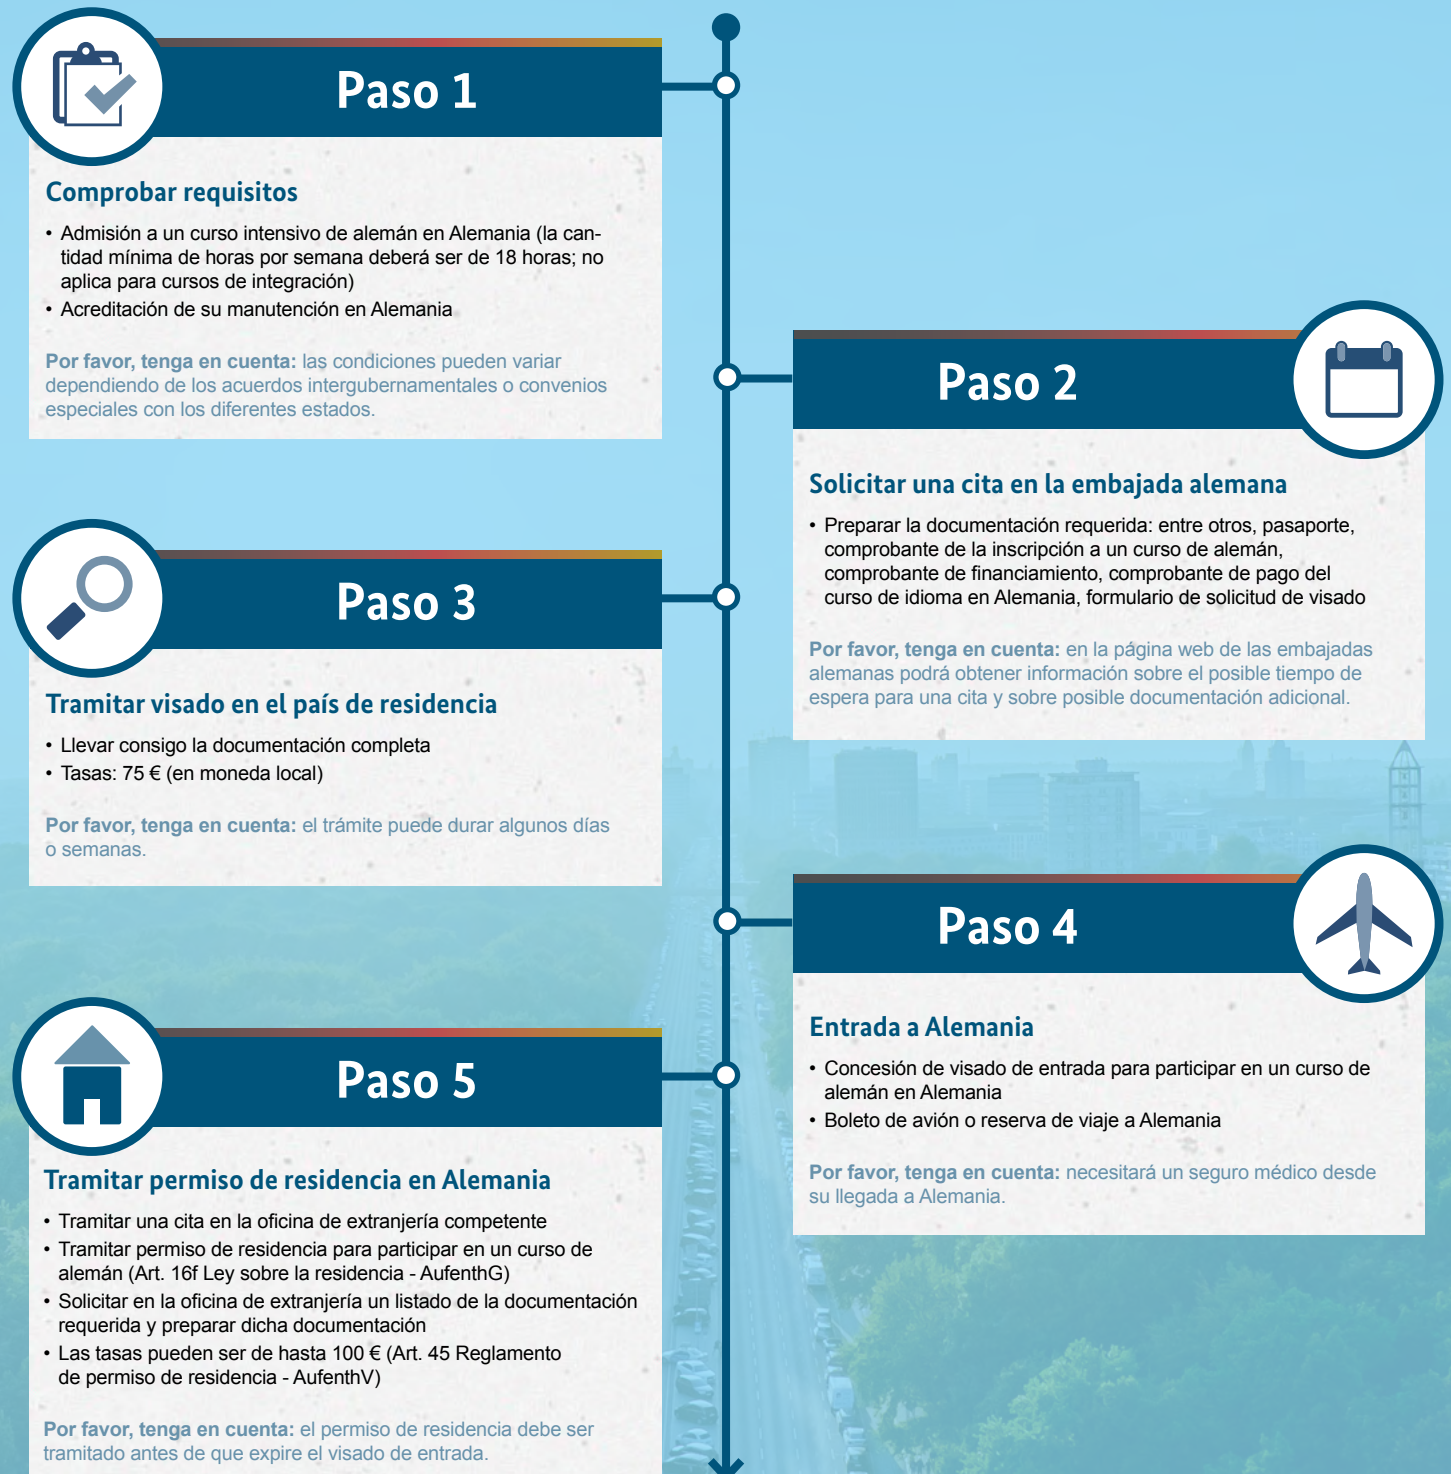 Paso 1
Comprobar requisitos
• Admisión a un curso intensivo de alemán en Alemania (la can-
tidad mínima de horas por semana deberá ser de 18 horas; no
aplica para cursos de integración)
• Acreditación de su manutención en Alemania
Por favor, tenga en cuenta: las condiciones pueden variar
dependiendo de los acuerdos intergubernamentales o convenios
especiales con los diferentes estados.
Paso 2
Solicitar una cita en la embajada alemana
• Preparar la documentación requerida: entre otros, pasaporte,
comprobante de la inscripción a un curso de alemán,
comprobante de financiamiento, comprobante de pago del
curso de idioma en Alemania, formulario de solicitud de visado
Por favor, tenga en cuenta: en la página web de las embajadas
alemanas podrá obtener información sobre el posible tiempo de
espera para una cita y sobre posible documentación adicional.
Paso 3
Tramitar visado en el país de residencia
• Llevar consigo la documentación completa
• Tasas: 75 € (en moneda local)
Por favor, tenga en cuenta: el trámite puede durar algunos días
o semanas.
Paso 4
Entrada a Alemania
• Concesión de visado de entrada para participar en un curso de
alemán en Alemania
• Boleto de avión o reserva de viaje a Alemania
Por favor, tenga en cuenta: necesitará un seguro médico desde
su llegada a Alemania.
Paso 5
Tramitar permiso de residencia en Alemania
• Tramitar una cita en la oficina de extranjería competente
• Tramitar permiso de residencia para participar en un curso de
alemán (Art. 16f Ley sobre la residencia - AufenthG)
• Solicitar en la oficina de extranjería un listado de la documentación
requerida y preparar dicha documentación
• Las tasas pueden ser de hasta 100 € (Art. 45 Reglamento
de permiso de residencia - AufenthV)
Por favor, tenga en cuenta: el permiso de residencia debe ser
tramitado antes de que expire el visado de entrada.